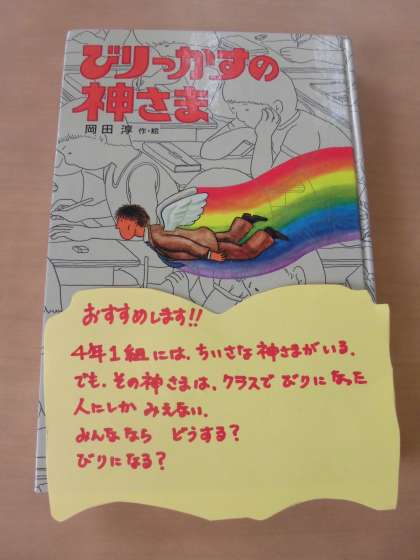 びりっかすの
神さま
岡田 淳 作・絵
おすすめします!!
4年1組には、ちいさな神さまがいる。
でも、その神さまは、クラスで びりになった
人にしか みえない。
みんななら どうする?
びりになる?